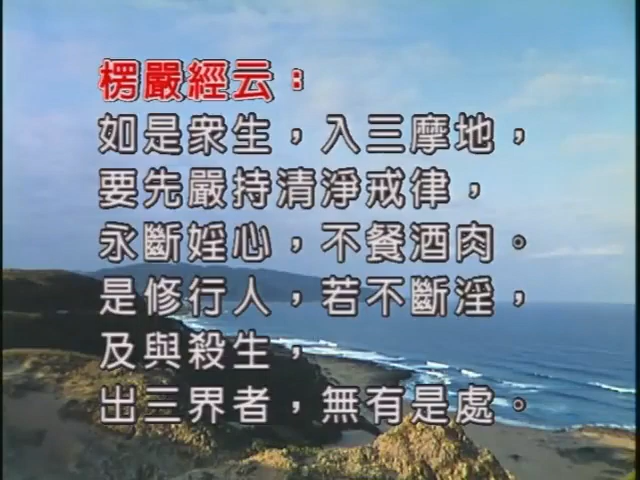 楞嚴經云：
如是衆生，入三摩地，
要先嚴持清淨戒律，
永斷婬心，不餐酒肉。
是修行人，若不斷淫，
及與殺生，
出三界者，無有是處。